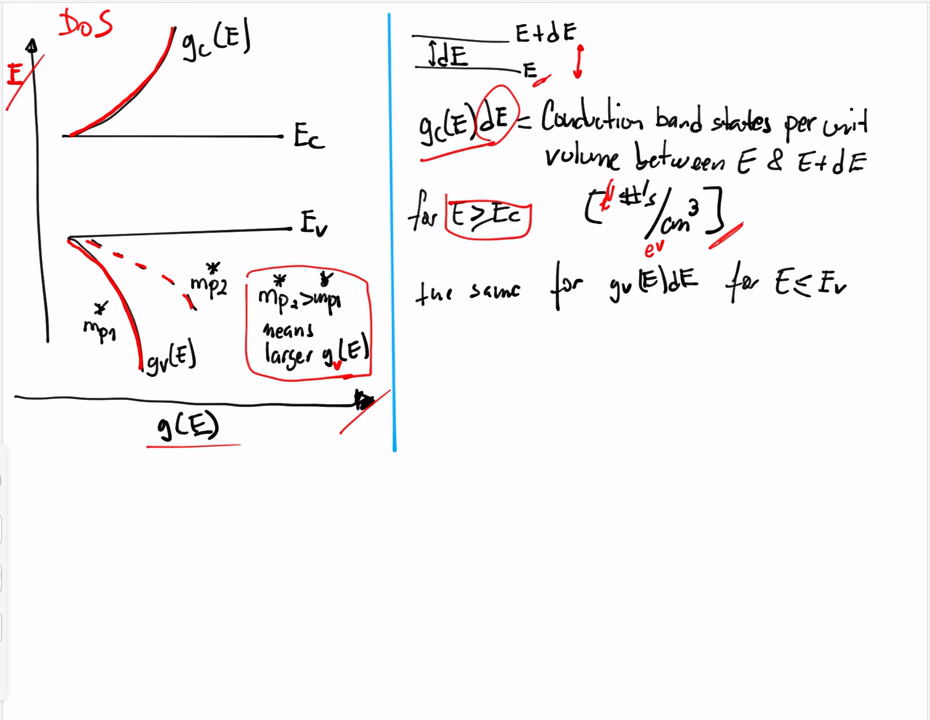 DoS
E
gc(E)
Ec
Ev
mp2*
mp1*
gv(E)
mp2* > mp1*
means
larger gv(E)
g(E)
E+dE
dE
E
gc(E)dE = Conduction band states per unit
volume between E & E+dE
for E ≥ Ec [#'s/cm³]
eV
the same for gv(E)dE for E ≤ Ev